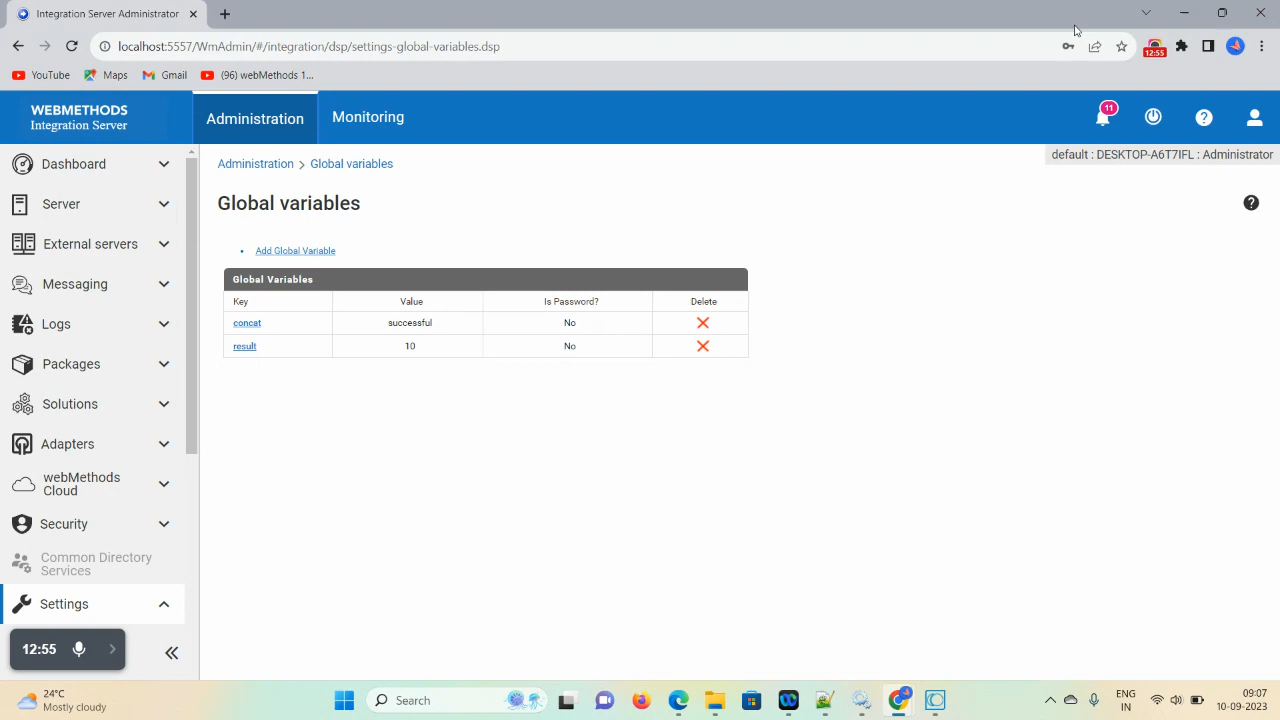 Integration Server Administrator
localhost:5557/WmAdmin/#/integration/dsp/settings-global-variables.dsp
12:55
YouTube
Maps
Gmail
(96) webMethods 1...
WEBMETHODS
Integration Server
Administration
Monitoring
11
default : DESKTOP-A6T7IFL : Administrator
Dashboard
Server
External servers
Messaging
Logs
Packages
Solutions
Adapters
webMethods
Cloud
Security
Common Directory
Services
Settings
12:55
Administration > Global variables
Global variables
• Add Global Variable
Global Variables
Key Value Is Password? Delete
concat successful No
result 10 No
24°C
Mostly cloudy
Search
ENG
IN
09:07
10-09-2023